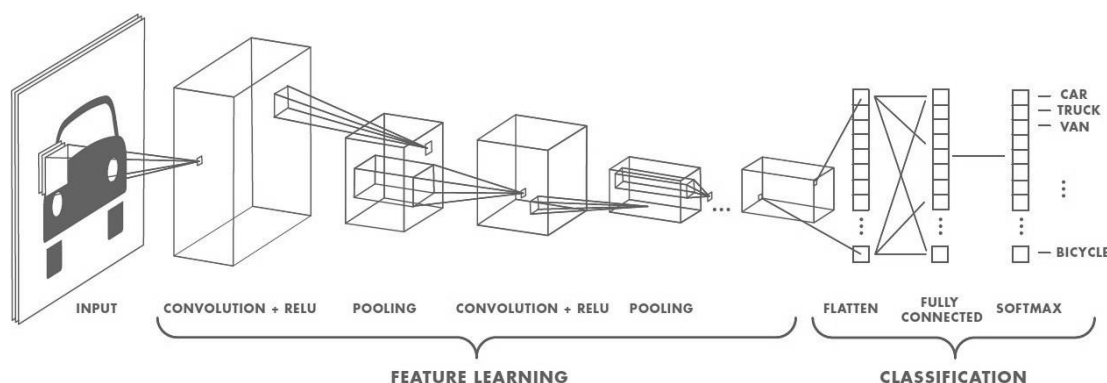 CAR
TRUCK
VAN
BICYCLE
INPUT
CONVOLUTION + RELU
POOLING
CONVOLUTION + RELU
POOLING
FLATTEN
FULLY
CONNECTED
SOFTMAX
FEATURE LEARNING
CLASSIFICATION